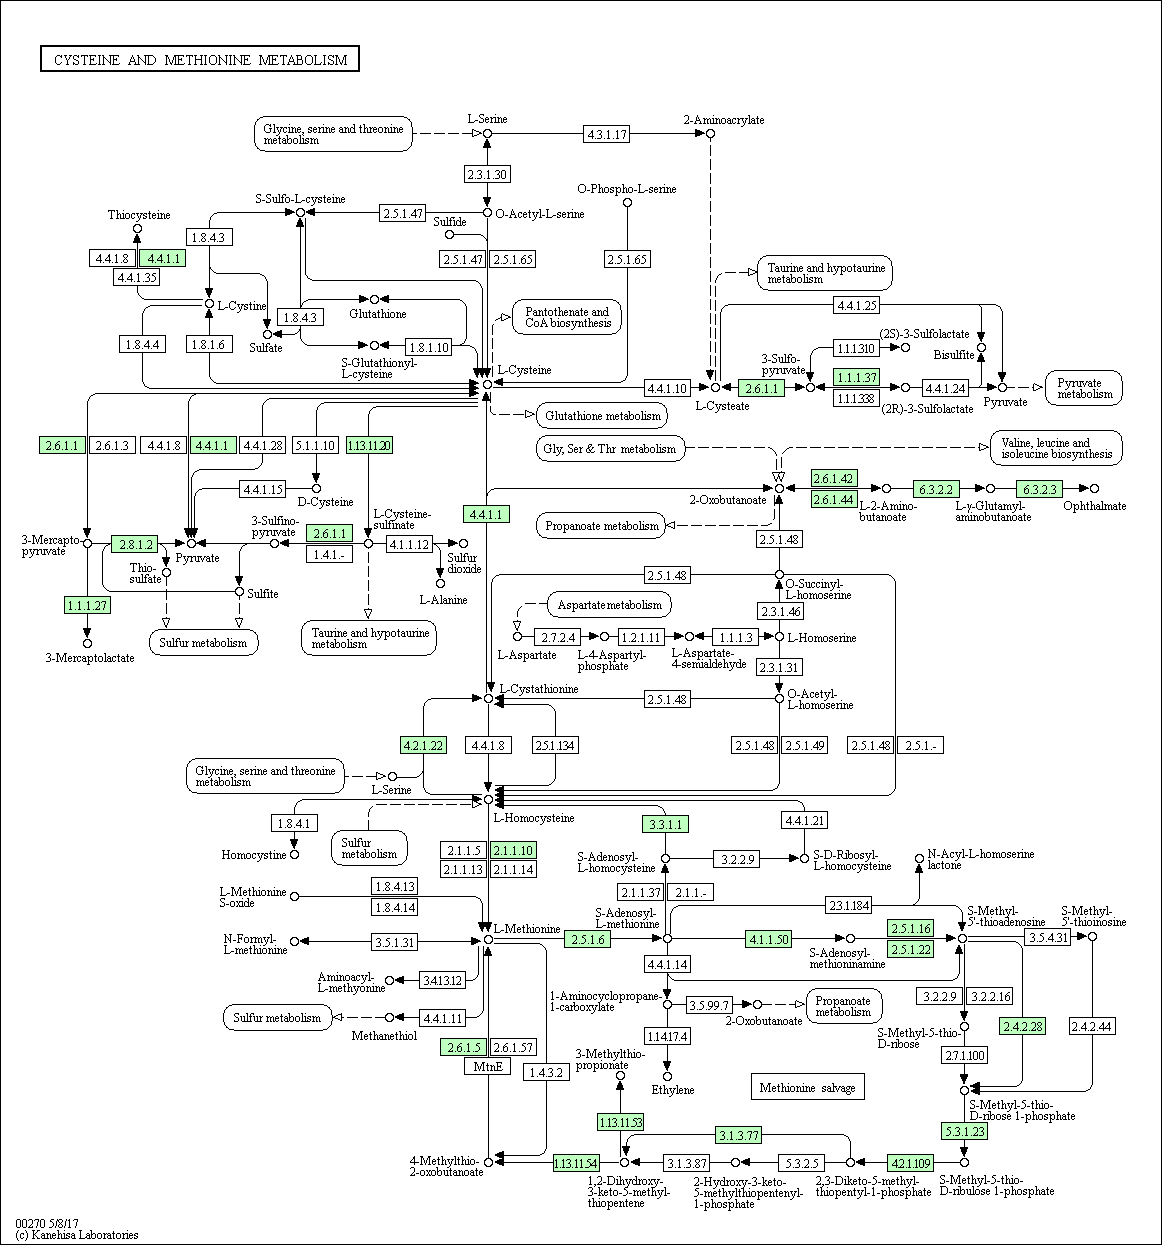 CYSTEINE AND METHIONINE METABOLISM
L-Serine
2-Aminoacrylate
Glycine, serine and threonine
metabolism
4.3.1.17
2.3.1.30
O-Phospho-L-serine
S-Sulfo-L-cysteine
Thiocysteine
2.5.1.47
O-Acetyl-L-serine
Sulfide
1.8.4.3
4.4.1.8
4.4.1.1
2.5.1.47
2.5.1.65
2.5.1.65
4.4.1.35
Taurine and hypotaurine
metabolism
L-Cystine
Glutathione
1.8.4.3
Pantothenate and
CoA biosynthesis
4.4.1.25
Sulfate
1.8.4.4
1.8.1.6
1.8.1.10
(2S)-3-Sulfolactate
1.1.1310
Bisulfite
S-Glutathionyl-
L-cysteine
L-Cysteine
3-Sulfo-
pyruvate
1.1.1.37
4.4.1.10
2.6.1.1
4.4.1.24
1.1.1338
Pyruvate
metabolism
L-Cysteate
(2R)-3-Sulfolactate
Pyruvate
Glutathione metabolism
2.6.1.1
2.6.1.3
4.4.1.8
4.4.1.1
4.4.1.28
5.1.1.10
1.13.11.20
Gly, Ser & Thr metabolism
Valine, leucine and
isoleucine biosynthesis
4.4.1.15
D-Cysteine
2-Oxobutanoate
2.6.1.42
2.6.1.44
6.3.2.2
6.3.2.3
L-2-Amino-
butanoate
L-γ-Glutamyl-
aminobutanoate
Ophthalmate
4.4.1.1
Propanoate metabolism
3-Sulfino-
pyruvate
2.6.1.1
1.4.1.-
L-Cysteine-
sulfinate
3-Mercapto
pyruvate
2.8.1.2
Pyruvate
4.1.1.12
Sulfur
dioxide
2.5.1.48
Thio-
sulfate
Sulfite
L-Alanine
2.5.1.48
O-Succinyl-
L-homoserine
1.1.1.27
Aspartate metabolism
2.3.1.46
Sulfur metabolism
Taurine and hypotaurine
metabolism
2.7.2.4
1.2.1.11
1.1.1.3
L-Homoserine
3-Mercaptolactate
L-Aspartate
L-4-Aspartyl-
phosphate
L-Aspartate-
4-semialdehyde
2.3.1.31
L-Cystathionine
2.5.1.48
O-Acetyl-
L-homoserine
4.2.1.22
4.4.1.8
2.5.1.134
2.5.1.48
2.5.1.49
2.5.1.48
2.5.1.-
Glycine, serine and threonine
metabolism
L-Serine
L-Homocysteine
1.8.4.1
3.3.1.1
4.4.1.21
Sulfur
metabolism
Homocystine
2.1.1.5
2.1.1.10
2.1.1.13
2.1.1.14
S-Adenosyl-
L-homocysteine
3.2.2.9
S-D-Ribosyl-
L-homocysteine
N-Acyl-L-homoserine
lactone
L-Methionine
S-oxide
1.8.4.13
1.8.4.14
2.1.1.37
2.1.1.-
2.3.1.184
S-Adenosyl-
L-methionine
S-Methyl-
5'-thioadenosine
S-Methyl-
5'-thioinosine
L-Methionine
N-Formyl-
L-methionine
3.5.1.31
2.5.1.6
4.1.1.50
2.5.1.16
2.5.1.22
3.5.4.31
S-Adenosyl-
methioninamine
4.4.1.14
Aminoacyl-
L-methyonine
3.4.13.12
3.2.2.9
3.2.2.16
1-Aminocyclopropane-
1-carboxylate
3.5.99.7
Propanoate
metabolism
2-Oxobutanoate
Sulfur metabolism
4.4.1.11
Methanethiol
2.4.2.28
2.4.2.44
S-Methyl-5-thio-
D-ribose
1.14.17.4
2.6.1.5
2.6.1.57
3-Methylthio-
propionate
2.7.1.100
MtnE
1.4.3.2
Ethylene
Methionine salvage
S-Methyl-5-thio-
D-ribose 1-phosphate
1.13.11.53
3.1.3.77
5.3.1.23
4-Methylthio-
2-oxobutanoate
1.13.11.54
3.1.3.87
5.3.2.5
4.2.1.109
1,2-Dihydroxy-
3-keto-5-methyl-
thiopentene
2-Hydroxy-3-keto-
5-methylthiopentenyl-
1-phosphate
2,3-Diketo-5-methyl-
thiopentyl-1-phosphate
S-Methyl-5-thio-
D-ribulose 1-phosphate
00270 5/8/17
(c) Kanehisa Laboratories